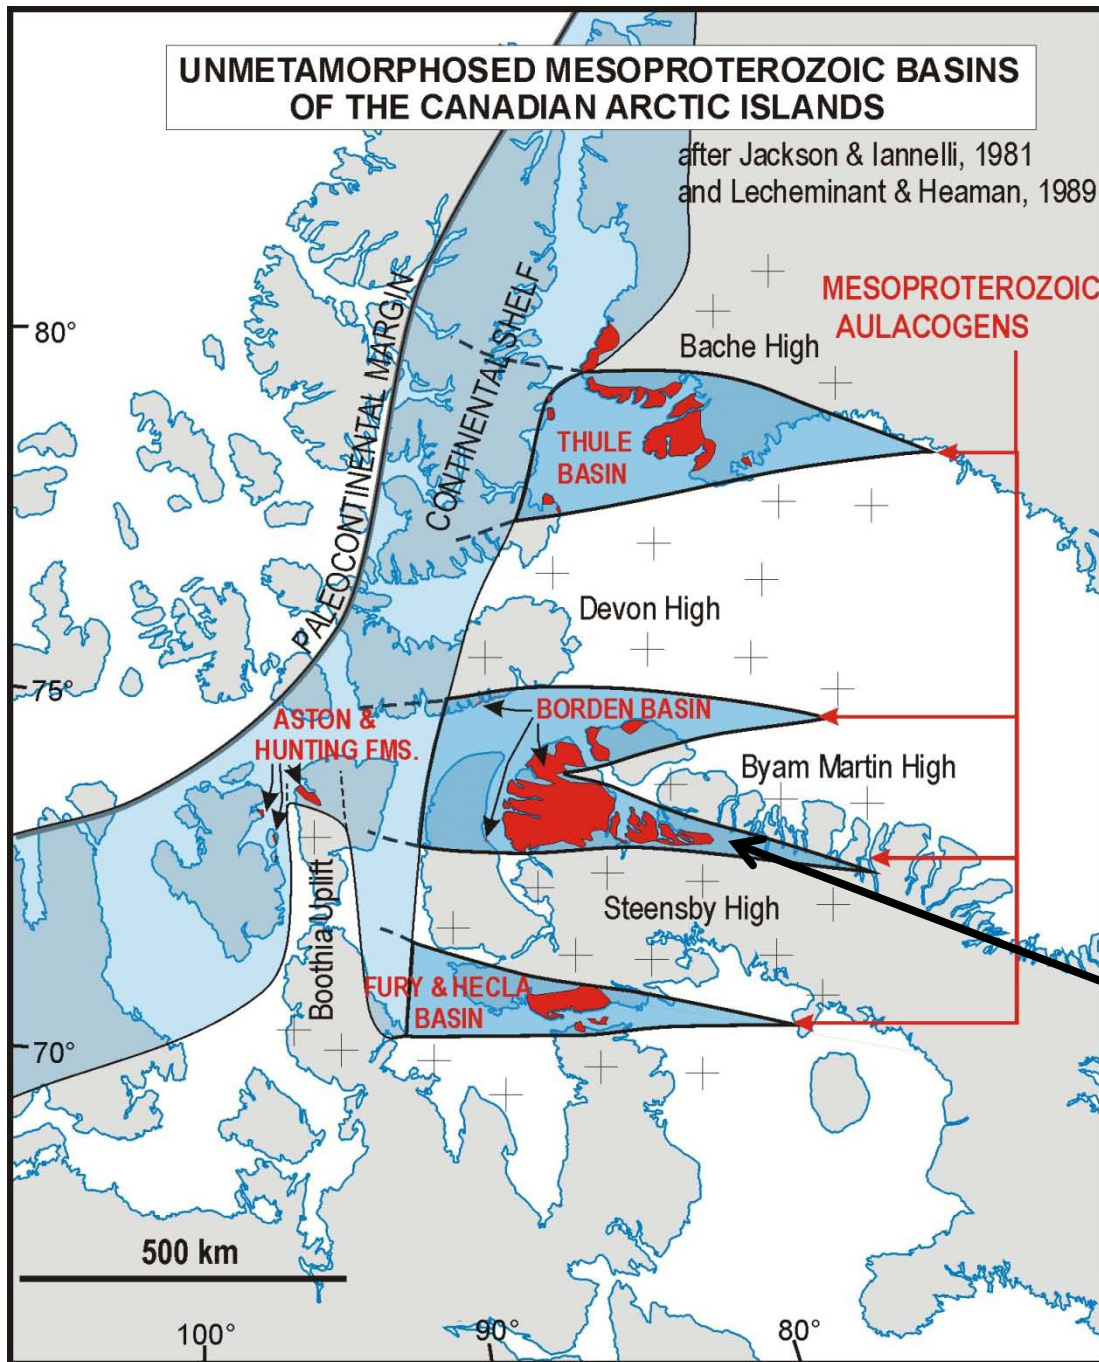 UNMETAMORPHOSED MESOPROTEROZOIC BASINS
OF THE CANADIAN ARCTIC ISLANDS
after Jackson & Iannelli, 1981
and Lecheminant & Heaman, 1989
MESOPROTEROZOIC
AULACOGENS
80°
Bache High
PALEOCONTINENTAL MARGIN
CONTINENTAL SHELF
THULE
BASIN
Devon High
75°
ASTON &
HUNTING FMS.
BORDEN BASIN
Byam Martin High
Steensby High
Boothia Uplift
FURY & HECLA
BASIN
70°
500 km
100°
90°
80°